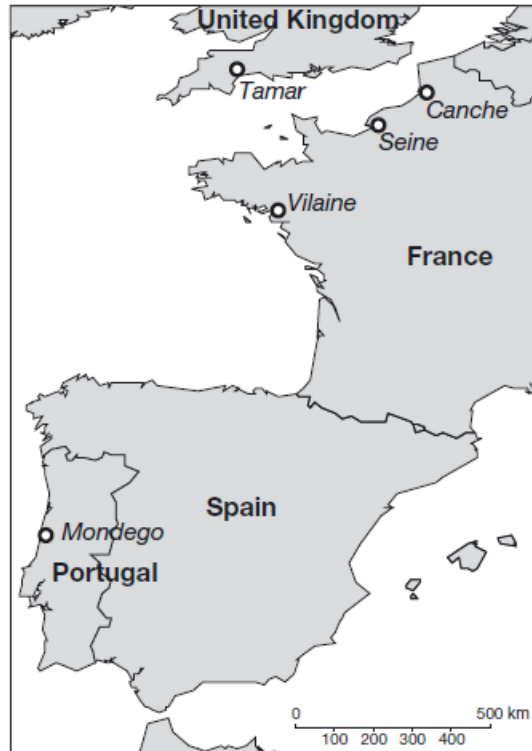 United Kingdom
Tamar
Canche
Seine
Vilaine
France
Spain
Mondego
Portugal
0 500 km
100 200 300 400